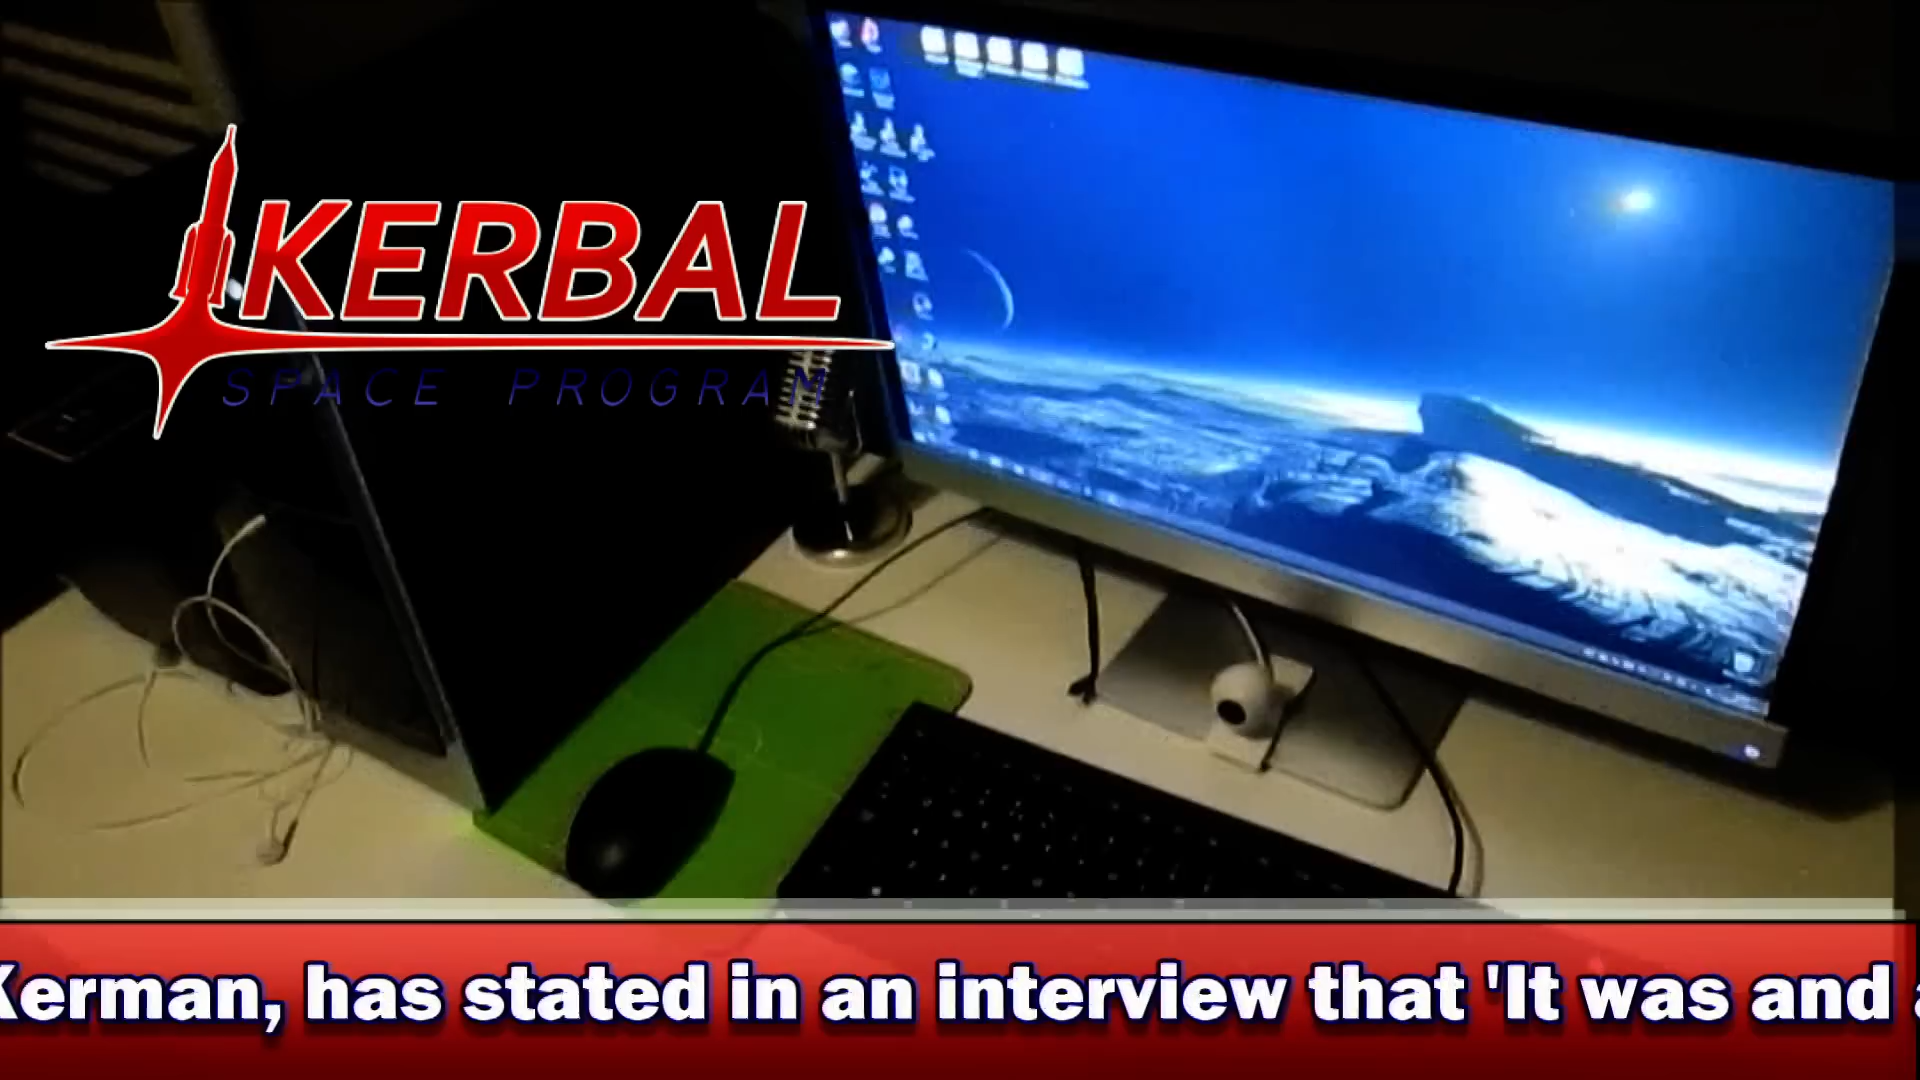 KERBAL
SPACE PROGRAM
Kerman, has stated in an interview that 'It was and